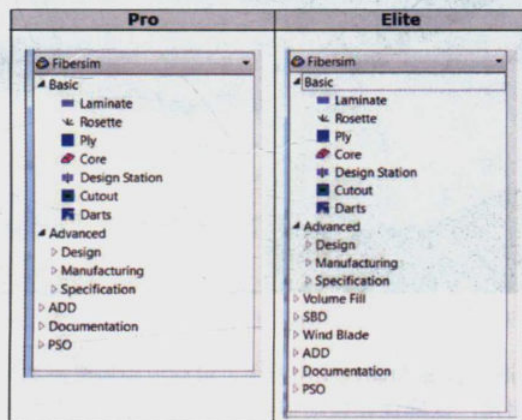 Pro
Fibersim
Basic
Laminate
Rosette
Ply
Core
Design Station
Cutout
Darts
Advanced
Design
Manufacturing
Specification
ADD
Documentation
PSO
Elite
Fibersim
Basic
Laminate
Rosette
Ply
Core
Design Station
Cutout
Darts
Advanced
Design
Manufacturing
Specification
Volume Fill
SBD
Wind Blade
ADD
Documentation
PSO